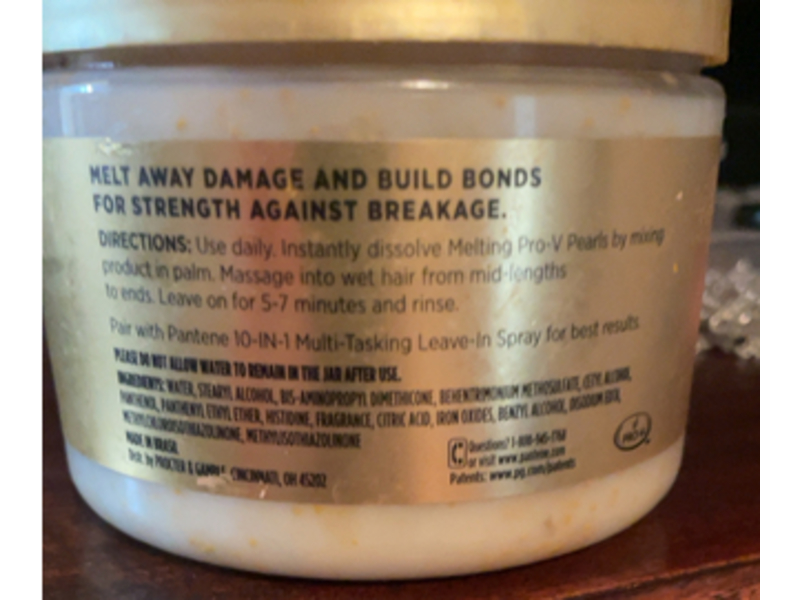 MELT AWAY DAMAGE AND BUILD BONDS
FOR STRENGTH AGAINST BREAKAGE.
DIRECTIONS: Use daily. Instantly dissolve Melting Pro-V Pearls by mixing
product in palm. Massage into wet hair from mid-lengths
to ends. Leave on for 5-7 minutes and rinse.
Pair with Pantene 10-IN-1 Multi-Tasking Leave-In Spray for best results.
PLEASE DO NOT ALLOW WATER TO REMAIN IN THE JAR AFTER USE.
INGREDIENTS: WATER, STEARYL ALCOHOL, BIS-AMINOPROPYL DIMETHICONE, BEHENTRIMONIUM METHOSULFATE, CETYL ALCOHOL,
PANTHENOL, PANTHENYL ETHYL ETHER, HISTIDINE, FRAGRANCE, CITRIC ACID, IRON OXIDES, BENZYL ALCOHOL, DISODIUM EDTA,
METHYLCHLOROISOTHIAZOLINONE, METHYLISOTHIAZOLINONE
MADE IN BRASIL
Distr. by PROCTER & GAMBLE CINCINNATI, OH 45202
Questions? 1-800-945-7768
or visit www.pantene.com
Patents: www.pg.com/patents
PRO-V